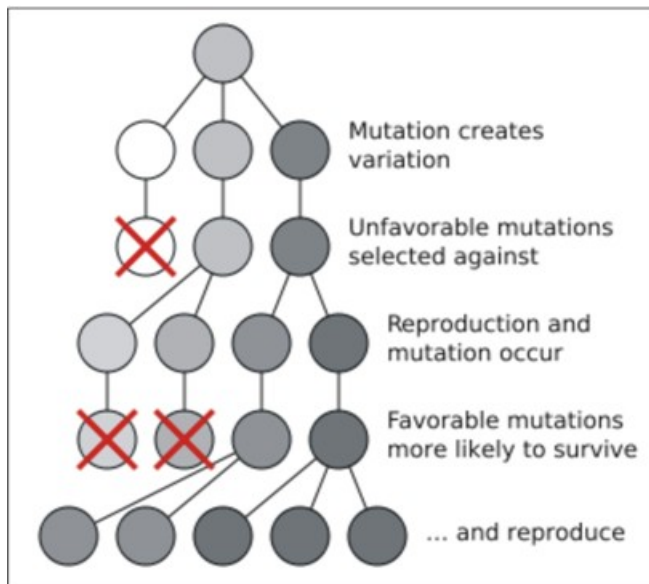 Mutation creates
variation
Unfavorable mutations
selected against
Reproduction and
mutation occur
Favorable mutations
more likely to survive
... and reproduce